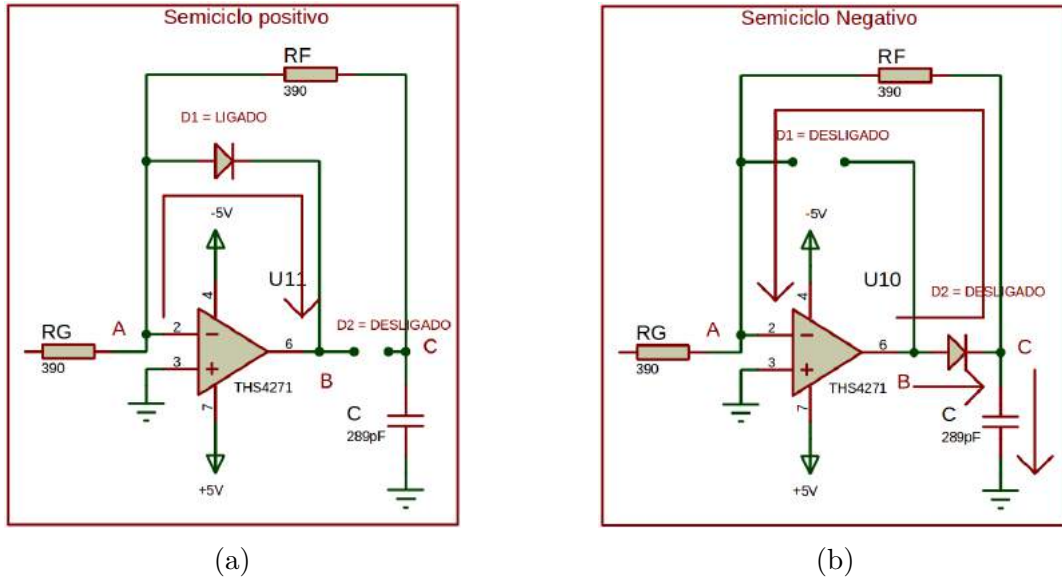 Semiciclo positivo
RF
390
D1 = LIGADO
-5V
U11
4
RG
A
2
6
D2 = DESLIGADO
C
390
3
B
THS4271
7
C
289pF
+5V
(a)
Semiciclo Negativo
RF
390
D1 = DESLIGADO
-5V
U10
4
D2 = DESLIGADO
RG
A
2
6
C
390
3
B
THS4271
7
C
289pF
+5V
(b)